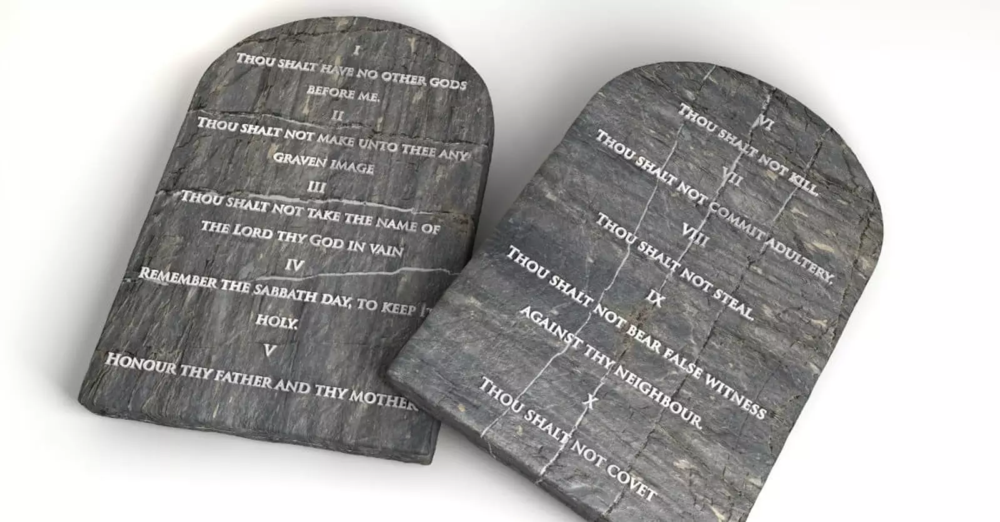 I
THOU SHALT HAVE NO OTHER GODS
BEFORE ME.
II
THOU SHALT NOT MAKE UNTO THEE ANY
GRAVEN IMAGE
III
THOU SHALT NOT TAKE THE NAME OF
THE LORD THY GOD IN VAIN
IV
REMEMBER THE SABBATH DAY, TO KEEP IT
HOLY.
V
HONOUR THY FATHER AND THY MOTHER
VI
THOU SHALT NOT KILL.
VII
THOU SHALT NOT COMMIT ADULTERY.
VIII
THOU SHALT NOT STEAL.
IX
THOU SHALT NOT BEAR FALSE WITNESS
AGAINST THY NEIGHBOUR.
X
THOU SHALT NOT COVET